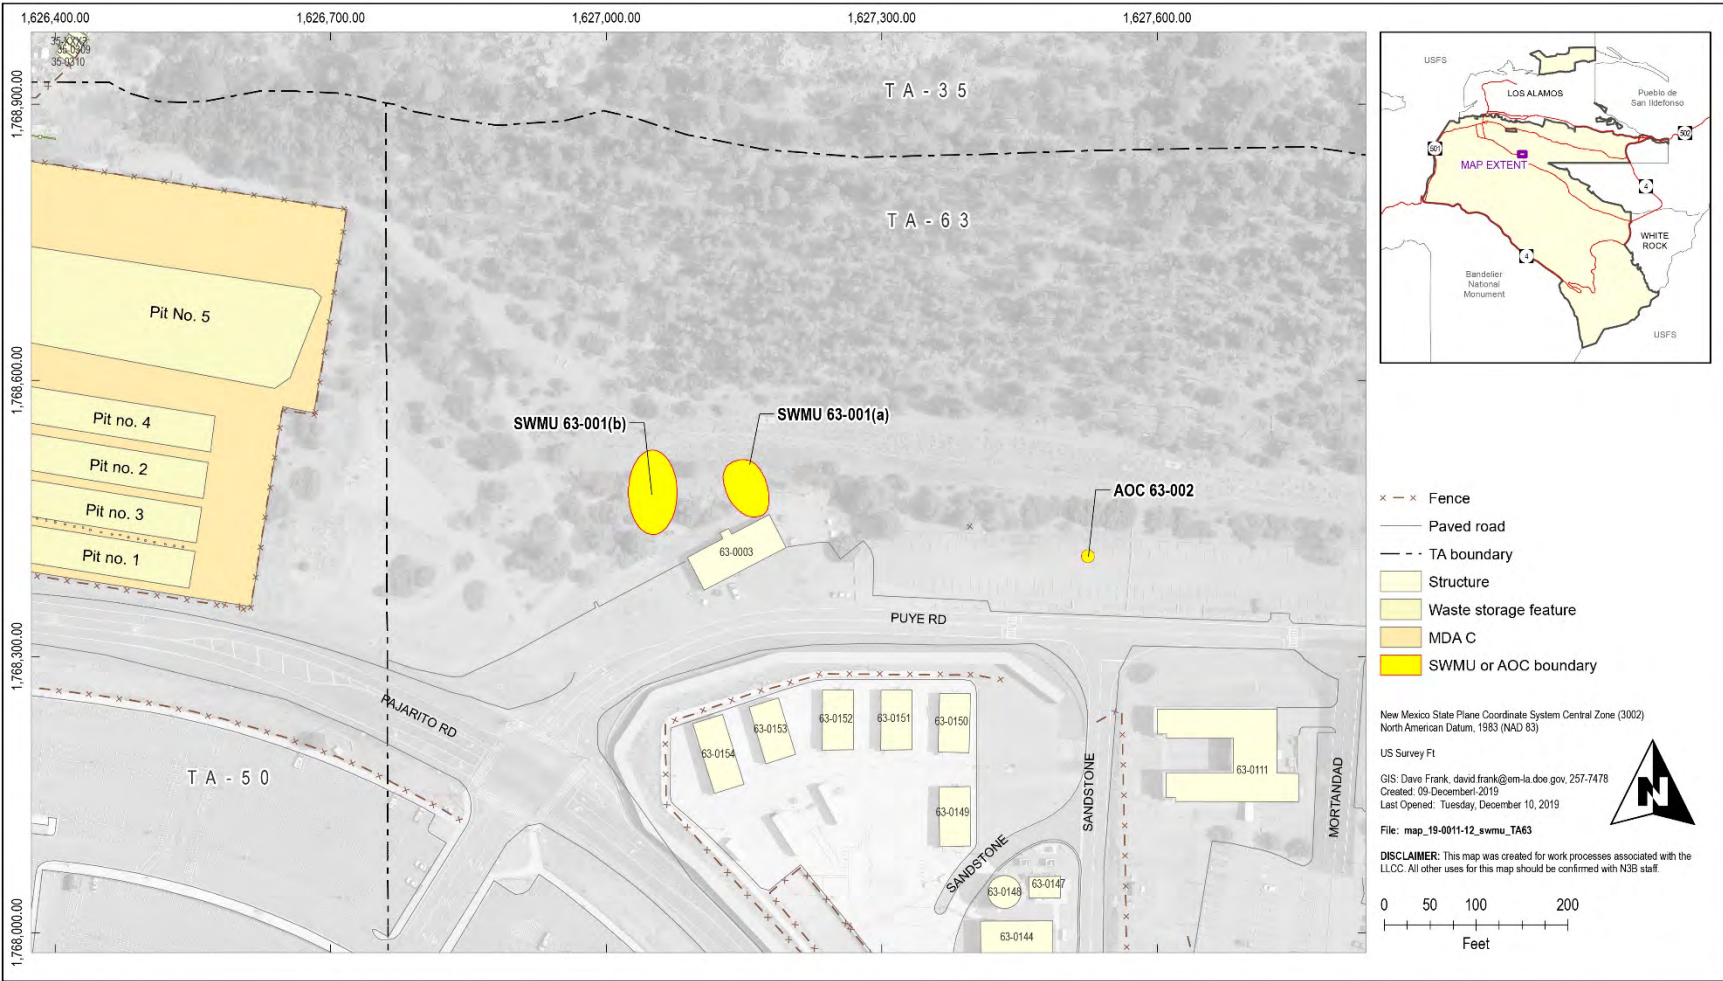 1,626,400.00
1,626,700.00
1,627,000.00
1,627,300.00
1,627,600.00
1,768,900.00
1,768,600.00
1,768,300.00
1,768,000.00
35-0309
35-0310
TA-35
TA-63
TA-50
Pit No. 5
Pit no. 4
Pit no. 2
Pit no. 3
Pit no. 1
SWMU 63-001(b)
SWMU 63-001(a)
AOC 63-002
63-0003
PUYE RD
PAJARITO RD
63-0154
63-0153
63-0152
63-0151
63-0150
63-0149
63-0148
63-0147
63-0144
63-0111
SANDSTONE
SANDSTONE
MORTANDAD
USFS
LOS ALAMOS
Pueblo de
San Ildefonso
502
501
MAP EXTENT
4
WHITE
ROCK
4
Bandelier
National
Monument
USFS
Fence
Paved road
TA boundary
Structure
Waste storage feature
MDA C
SWMU or AOC boundary
New Mexico State Plane Coordinate System Central Zone (3002)
North American Datum, 1983 (NAD 83)
US Survey Ft
GIS: Dave Frank, david.frank@em-la.doe.gov, 257-7478
Created: 09-Decemberl-2019
Last Opened: Tuesday, December 10, 2019
File: map_19-0011-12_swmu_TA63
DISCLAIMER: This map was created for work processes associated with the
LLCC. All other uses for this map should be confirmed with N3B staff.
N
0 50 100 200
Feet